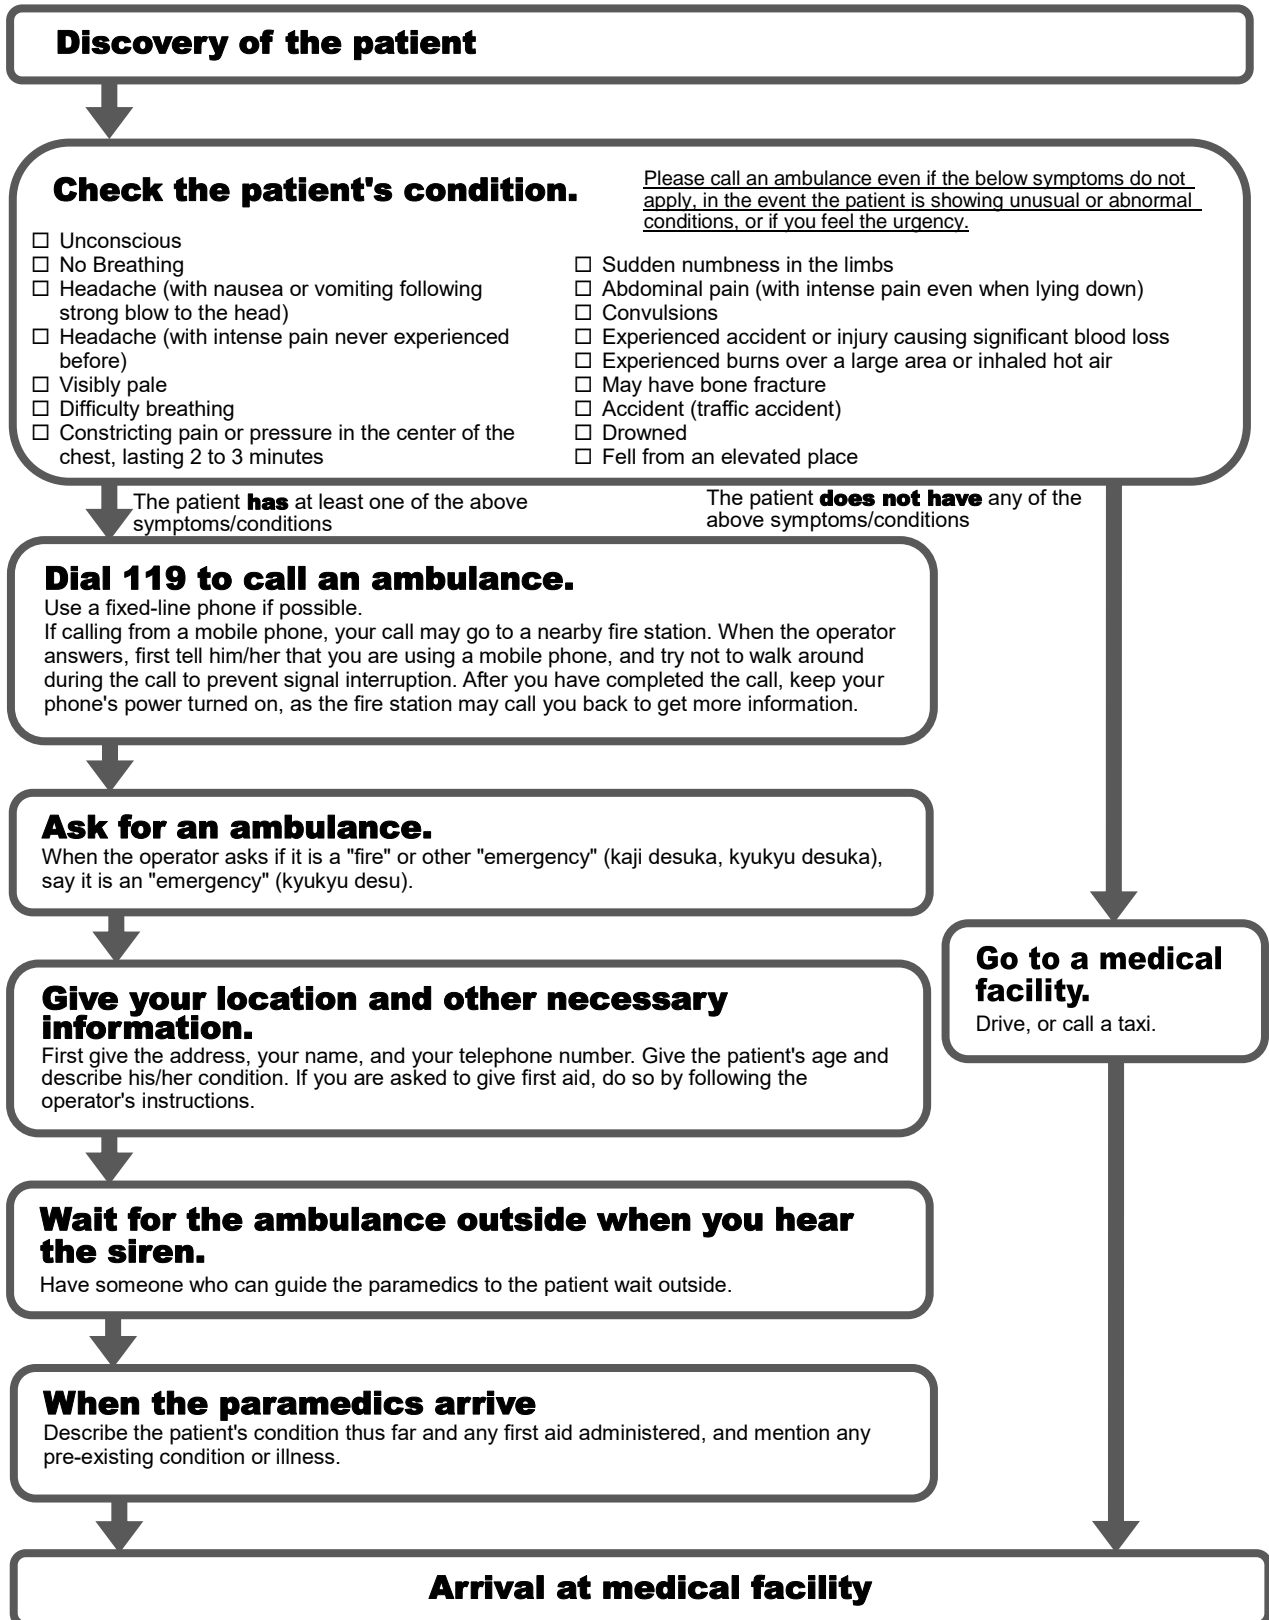 Discovery of the patient
Check the patient's condition.
Please call an ambulance even if the below symptoms do not
apply, in the event the patient is showing unusual or abnormal
conditions, or if you feel the urgency.
☐ Unconscious
☐ No Breathing
☐ Headache (with nausea or vomiting following
strong blow to the head)
☐ Headache (with intense pain never experienced
before)
☐ Visibly pale
☐ Difficulty breathing
☐ Constricting pain or pressure in the center of the
chest, lasting 2 to 3 minutes
☐ Sudden numbness in the limbs
☐ Abdominal pain (with intense pain even when lying down)
☐ Convulsions
☐ Experienced accident or injury causing significant blood loss
☐ Experienced burns over a large area or inhaled hot air
☐ May have bone fracture
☐ Accident (traffic accident)
☐ Drowned
☐ Fell from an elevated place
The patient has at least one of the above
symptoms/conditions
The patient does not have any of the
above symptoms/conditions
Dial 119 to call an ambulance.
Use a fixed-line phone if possible.
If calling from a mobile phone, your call may go to a nearby fire station. When the operator
answers, first tell him/her that you are using a mobile phone, and try not to walk around
during the call to prevent signal interruption. After you have completed the call, keep your
phone's power turned on, as the fire station may call you back to get more information.
Ask for an ambulance.
When the operator asks if it is a "fire" or other "emergency" (kaji desuka, kyukyu desuka),
say it is an "emergency" (kyukyu desu).
Give your location and other necessary
information.
First give the address, your name, and your telephone number. Give the patient's age and
describe his/her condition. If you are asked to give first aid, do so by following the
operator's instructions.
Go to a medical
facility.
Drive, or call a taxi.
Wait for the ambulance outside when you hear
the siren.
Have someone who can guide the paramedics to the patient wait outside.
When the paramedics arrive
Describe the patient's condition thus far and any first aid administered, and mention any
pre-existing condition or illness.
Arrival at medical facility